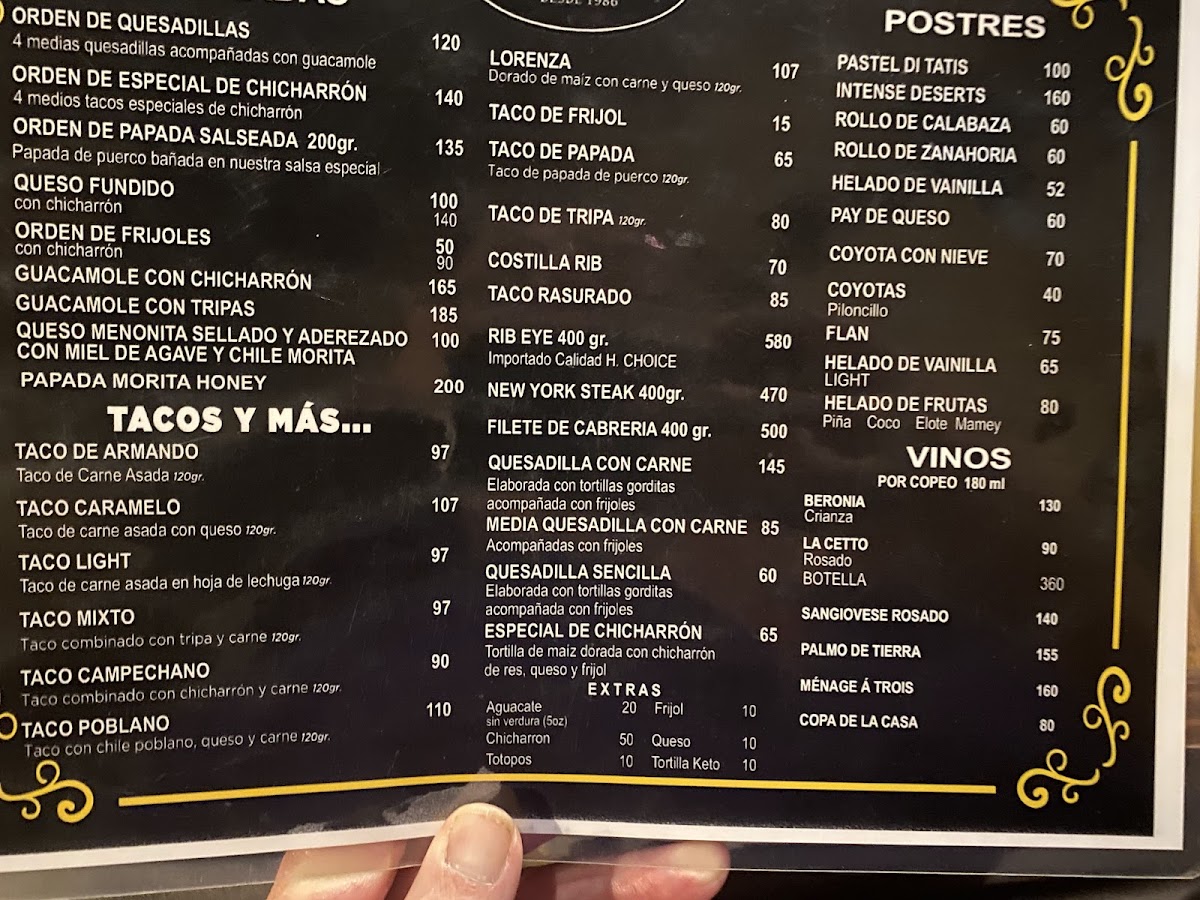 DESDE 1986
ORDEN DE QUESADILLAS 120
4 medias quesadillas acompañadas con guacamole
ORDEN DE ESPECIAL DE CHICHARRÓN 140
4 medios tacos especiales de chicharrón
ORDEN DE PAPADA SALSEADA 200gr. 135
Papada de puerco bañada en nuestra salsa especial
QUESO FUNDIDO 100
con chicharrón 140
ORDEN DE FRIJOLES 50
con chicharrón 90
GUACAMOLE CON CHICHARRÓN 165
GUACAMOLE CON TRIPAS 185
QUESO MENONITA SELLADO Y ADEREZADO 100
CON MIEL DE AGAVE Y CHILE MORITA
PAPADA MORITA HONEY 200
TACOS Y MÁS...
TACO DE ARMANDO 97
Taco de Carne Asada 120gr.
TACO CARAMELO 107
Taco de carne asada con queso 120gr.
TACO LIGHT 97
Taco de carne asada en hoja de lechuga 120gr.
TACO MIXTO 97
Taco combinado con tripa y carne 120gr.
TACO CAMPECHANO 90
Taco combinado con chicharrón y carne 120gr.
TACO POBLANO 110
Taco con chile poblano, queso y carne 120gr.
LORENZA 107
Dorado de maíz con carne y queso 120gr.
TACO DE FRIJOL 15
TACO DE PAPADA 65
Taco de papada de puerco 120gr.
TACO DE TRIPA 120gr. 80
COSTILLA RIB 70
TACO RASURADO 85
RIB EYE 400 gr. 580
Importado Calidad H. CHOICE
NEW YORK STEAK 400gr. 470
FILETE DE CABRERIA 400 gr. 500
QUESADILLA CON CARNE 145
Elaborada con tortillas gorditas
acompañada con frijoles
MEDIA QUESADILLA CON CARNE 85
Acompañadas con frijoles
QUESADILLA SENCILLA 60
Elaborada con tortillas gorditas
acompañada con frijoles
ESPECIAL DE CHICHARRÓN 65
Tortilla de maíz dorada con chicharrón
de res, queso y frijol
EXTRAS
Aguacate 20 Frijol 10
sin verdura (5oz)
Chicharron 50 Queso 10
Totopos 10 Tortilla Keto 10
POSTRES
PASTEL DI TATIS 100
INTENSE DESERTS 160
ROLLO DE CALABAZA 60
ROLLO DE ZANAHORIA 60
HELADO DE VAINILLA 52
PAY DE QUESO 60
COYOTA CON NIEVE 70
COYOTAS 40
Piloncillo
FLAN 75
HELADO DE VAINILLA 65
LIGHT
HELADO DE FRUTAS 80
Piña Coco Elote Mamey
VINOS
POR COPEO 180 ml
BERONIA 130
Crianza
LA CETTO 90
Rosado
BOTELLA 360
SANGIOVESE ROSADO 140
PALMO DE TIERRA 155
MÉNAGE Á TROIS 160
COPA DE LA CASA 80